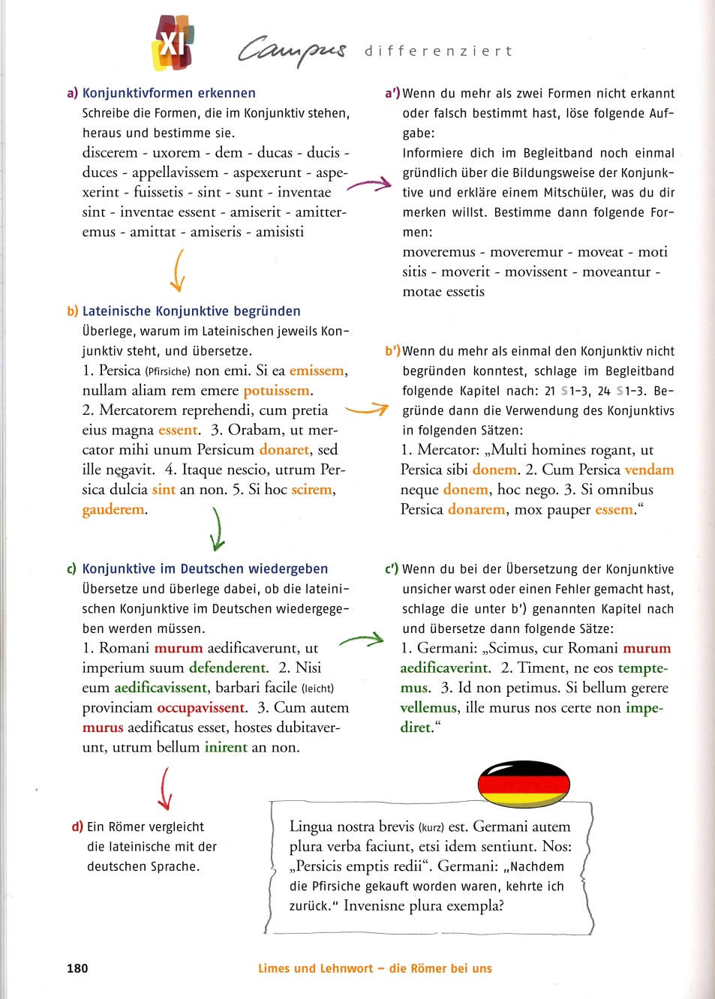 XI
Campus differenziert
a) Konjunktivformen erkennen
Schreibe die Formen, die im Konjunktiv stehen,
heraus und bestimme sie.
discerem - uxorem - dem - ducas - ducis -
duces - appellavissem - aspexerunt - aspe-
xerint - fuissetis - sint - sunt - inventae
sint - inventae essent - amiserit - amitter-
emus - amittat - amiseris - amisisti
a') Wenn du mehr als zwei Formen nicht erkannt
oder falsch bestimmt hast, löse folgende Auf-
gabe:
Informiere dich im Begleitband noch einmal
gründlich über die Bildungsweise der Konjunk-
tive und erkläre einem Mitschüler, was du dir
merken willst. Bestimme dann folgende For-
men:
moveremus - moveremur - moveat - moti
sitis - moverit - movissent - moveantur -
motae essetis
b) Lateinische Konjunktive begründen
Überlege, warum im Lateinischen jeweils Kon-
junktiv steht, und übersetze.
1. Persica (Pfirsiche) non emi. Si ea emissem,
nullam aliam rem emere potuissem.
2. Mercatorem reprehendi, cum pretia
eius magna essent. 3. Orabam, ut mer-
cator mihi unum Persicum donaret, sed
ille negavit. 4. Itaque nescio, utrum Per-
sica dulcia sint an non. 5. Si hoc scirem,
gauderem.
b') Wenn du mehr als einmal den Konjunktiv nicht
begründen konntest, schlage im Begleitband
folgende Kapitel nach: 21 S1-3, 24 S1-3. Be-
gründe dann die Verwendung des Konjunktivs
in folgenden Sätzen:
1. Mercator: „Multi homines rogant, ut
Persica sibi donem. 2. Cum Persica vendam
neque donem, hoc nego. 3. Si omnibus
Persica donarem, mox pauper essem.“
c) Konjunktive im Deutschen wiedergeben
Übersetze und überlege dabei, ob die lateini-
schen Konjunktive im Deutschen wiedergege-
ben werden müssen.
1. Romani murum aedificaverunt, ut
imperium suum defenderent. 2. Nisi
eum aedificavissent, barbari facile (leicht)
provinciam occupavissent. 3. Cum autem
murus aedificatus esset, hostes dubitaver-
unt, utrum bellum inirent an non.
c') Wenn du bei der Übersetzung der Konjunktive
unsicher warst oder einen Fehler gemacht hast,
schlage die unter b') genannten Kapitel nach
und übersetze dann folgende Sätze:
1. Germani: „Scimus, cur Romani murum
aedificaverint. 2. Timent, ne eos tempte-
mus. 3. Id non petimus. Si bellum gerere
vellemus, ille murus nos certe non impe-
diret.“
d) Ein Römer vergleicht
die lateinische mit der
deutschen Sprache.
Lingua nostra brevis (kurz) est. Germani autem
plura verba faciunt, etsi idem sentiunt. Nos:
„Persicis emptis redii“. Germani: „Nachdem
die Pfirsiche gekauft worden waren, kehrte ich
zurück." Invenisne plura exempla?
180
Limes und Lehnwort – die Römer bei uns